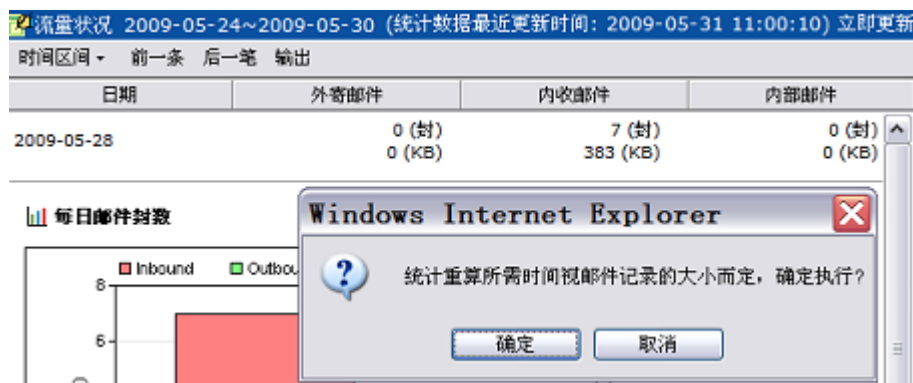 流量状况 2009-05-24~2009-05-30 (统计数据最近更新时间: 2009-05-31 11:00:10) 立即更新
时间区间 前一条 后一笔 输出
日期 外寄邮件 内收邮件 内部邮件
2009-05-28 0 (封) 7 (封) 0 (封)
0 (KB) 383 (KB) 0 (KB)
每日邮件封数
Windows Internet Explorer
Inbound Outbou
统计重算所需时间视邮件记录的大小而定，确定执行?
8
6
确定 取消